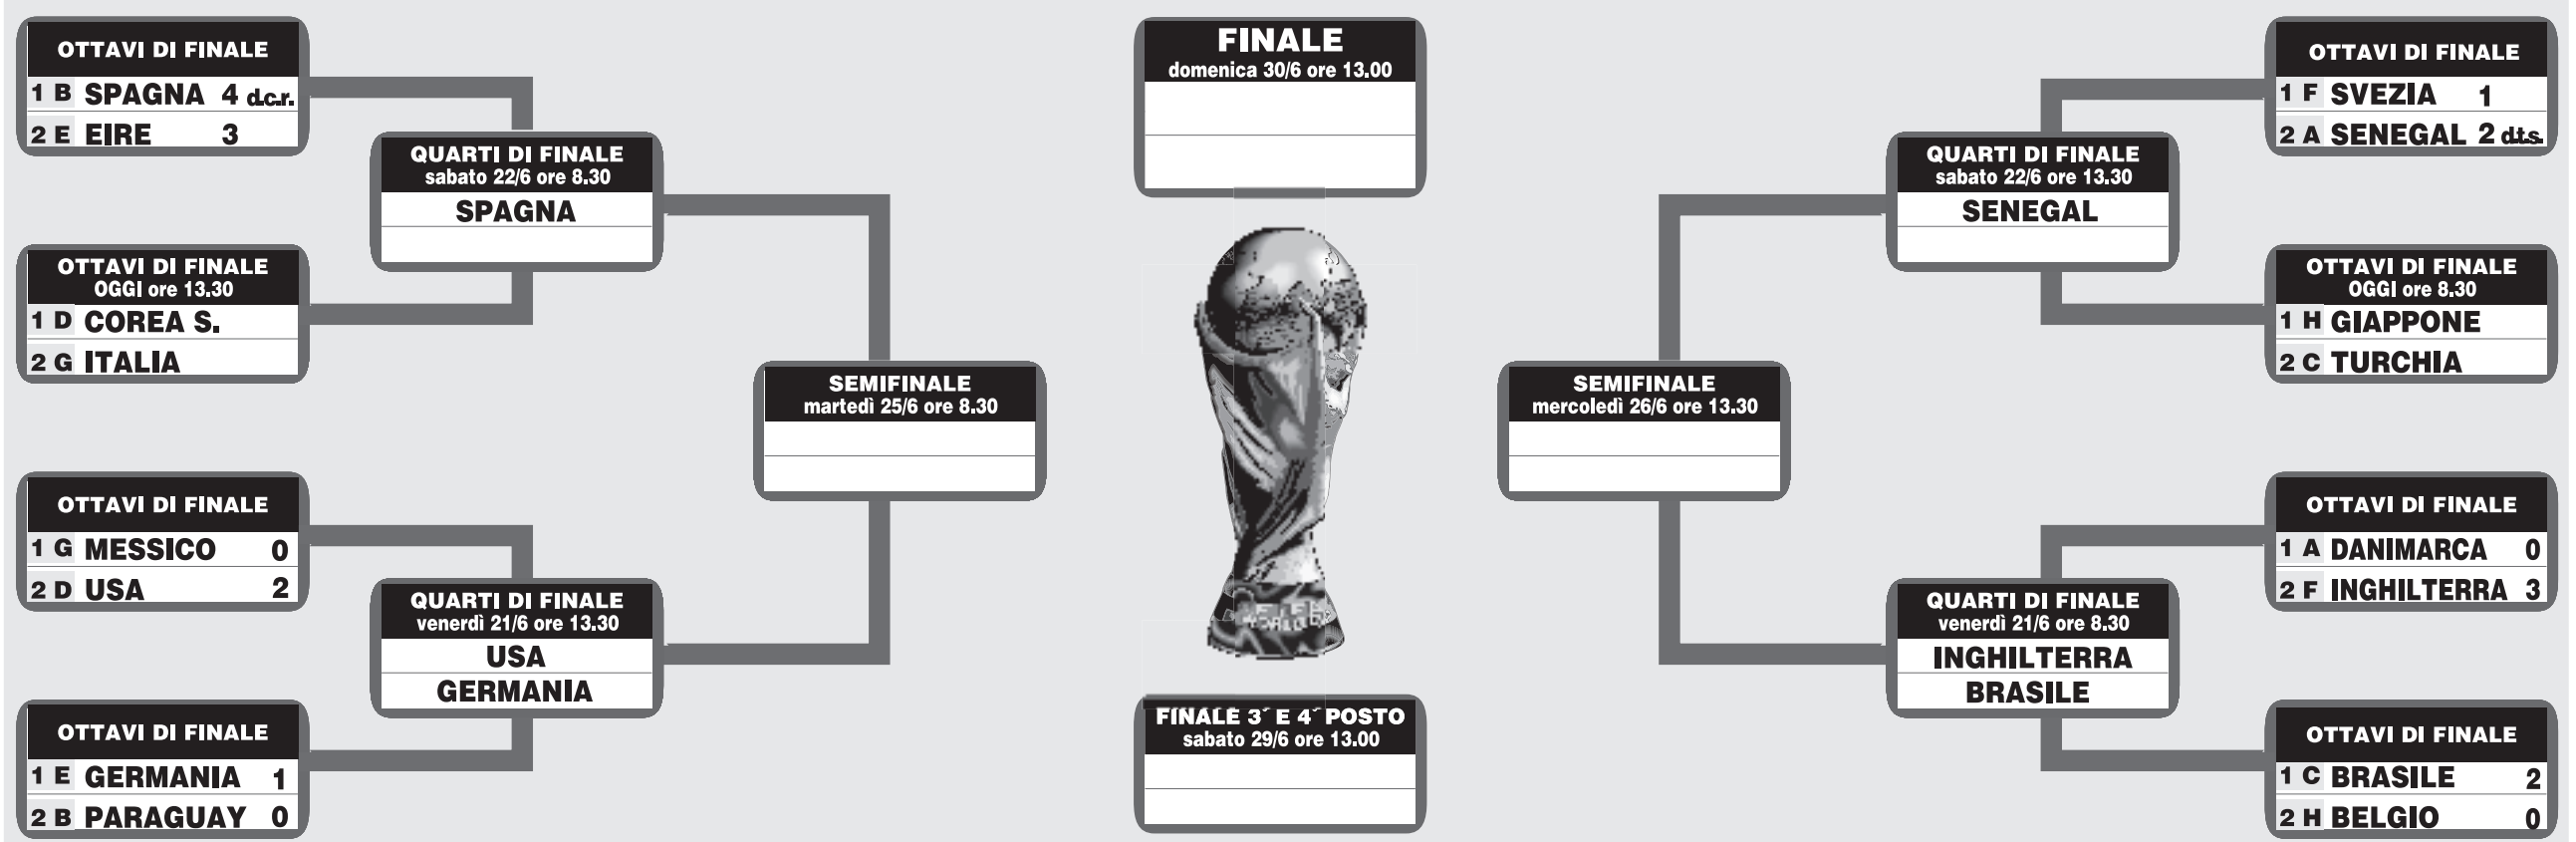 OTTAVI DI FINALE
1 B SPAGNA 4 d.c.r.
2 E EIRE 3
OTTAVI DI FINALE
OGGI ore 13.30
1 D COREA S.
2 G ITALIA
OTTAVI DI FINALE
1 G MESSICO 0
2 D USA 2
OTTAVI DI FINALE
1 E GERMANIA 1
2 B PARAGUAY 0
QUARTI DI FINALE
sabato 22/6 ore 8.30
SPAGNA
QUARTI DI FINALE
venerdì 21/6 ore 13.30
USA
GERMANIA
SEMIFINALE
martedì 25/6 ore 8.30
FINALE
domenica 30/6 ore 13.00
FINALE 3ˆ E 4ˆ POSTO
sabato 29/6 ore 13.00
SEMIFINALE
mercoledì 26/6 ore 13.30
QUARTI DI FINALE
sabato 22/6 ore 13.30
SENEGAL
QUARTI DI FINALE
venerdì 21/6 ore 8.30
INGHILTERRA
BRASILE
OTTAVI DI FINALE
1 F SVEZIA 1
2 A SENEGAL 2 d.t.s.
OTTAVI DI FINALE
OGGI ore 8.30
1 H GIAPPONE
2 C TURCHIA
OTTAVI DI FINALE
1 A DANIMARCA 0
2 F INGHILTERRA 3
OTTAVI DI FINALE
1 C BRASILE 2
2 H BELGIO 0